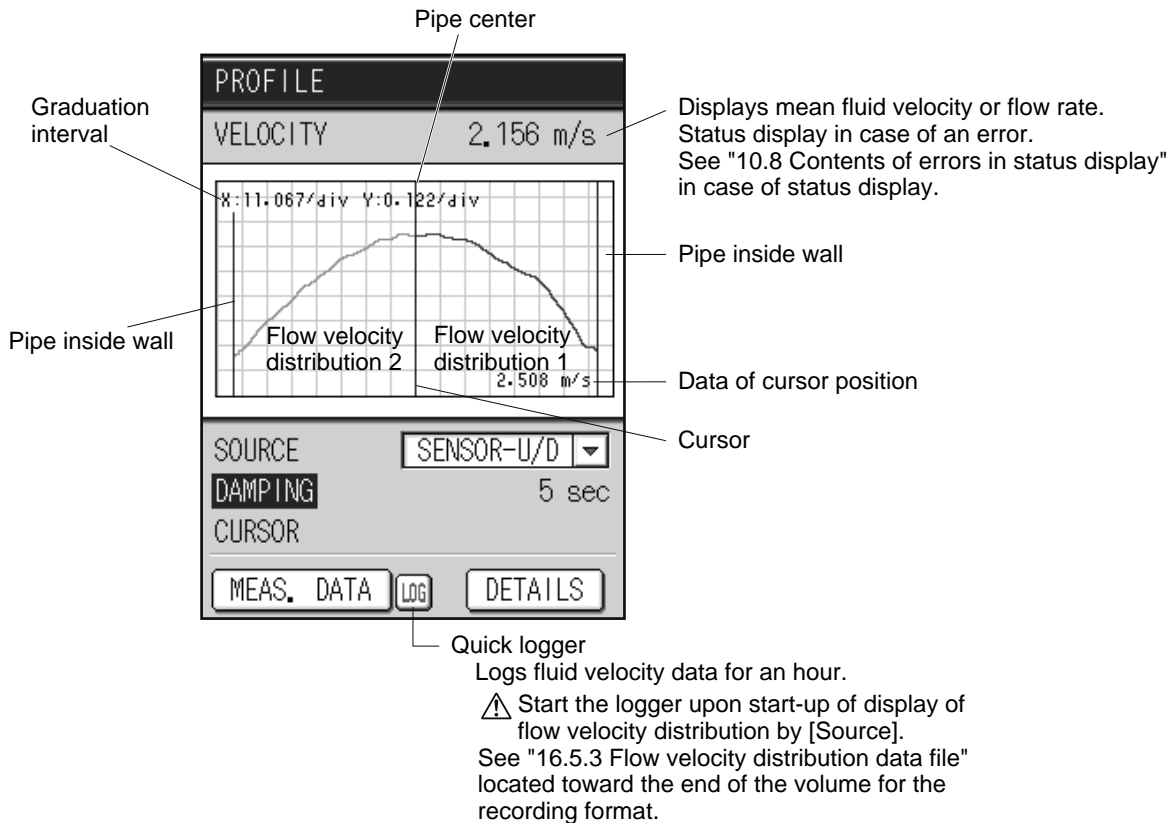 Pipe center
PROFILE
Graduation
interval
VELOCITY 2.156 m/s
Displays mean fluid velocity or flow rate.
Status display in case of an error.
See "10.8 Contents of errors in status display"
in case of status display.
X:11.067/div Y:0.122/div
Pipe inside wall
Pipe inside wall
Flow velocity
distribution 2
Flow velocity
distribution 1
2.508 m/s
Data of cursor position
Cursor
SOURCE SENSOR-U/D
DAMPING 5 sec
CURSOR
MEAS. DATA LOG DETAILS
Quick logger
Logs fluid velocity data for an hour.
Start the logger upon start-up of display of
flow velocity distribution by [Source].
See "16.5.3 Flow velocity distribution data file"
located toward the end of the volume for the
recording format.